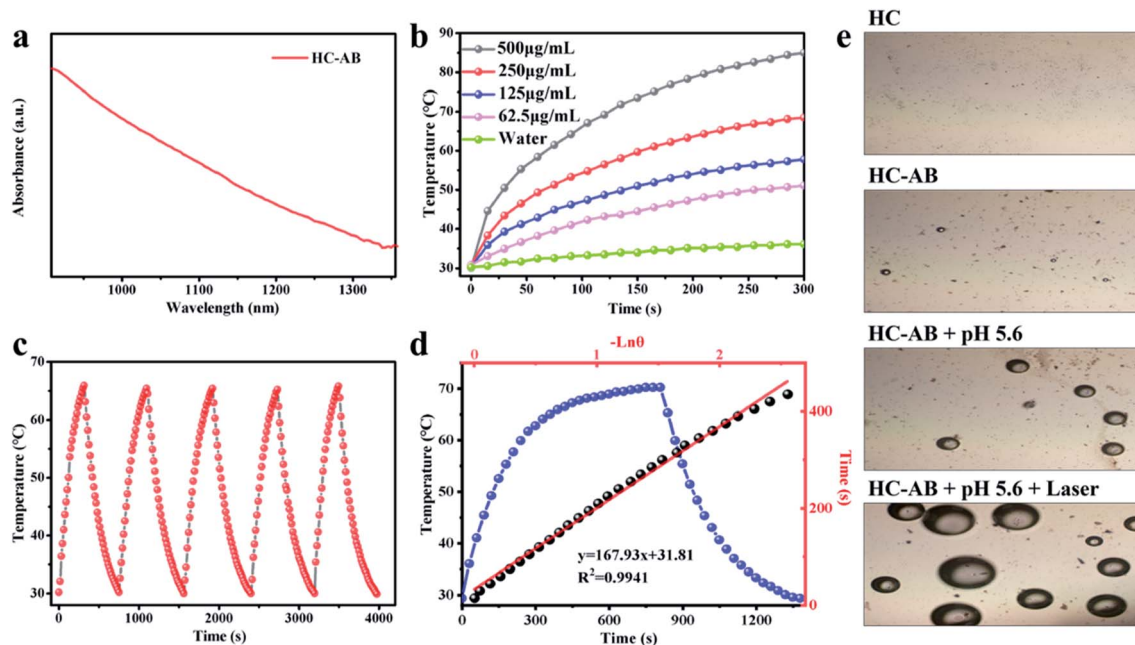 a
HC-AB
Absorbance (a.u.)
1000 1100 1200 1300
Wavelength (nm)
b
500μg/mL
250μg/mL
125μg/mL
62.5μg/mL
Water
Temperature (℃)
90
80
70
60
50
40
30
0 50 100 150 200 250 300
Time (s)
c
Temperature (℃)
70
60
50
40
30
0 1000 2000 3000 4000
Time (s)
d
-Lnθ
0 1 2
Temperature (℃)
70
60
50
40
30
400
200
0
Time (s)
y=167.93x+31.81
R²=0.9941
0 300 600 900 1200
Time (s)
e
HC
HC-AB
HC-AB + pH 5.6
HC-AB + pH 5.6 + Laser